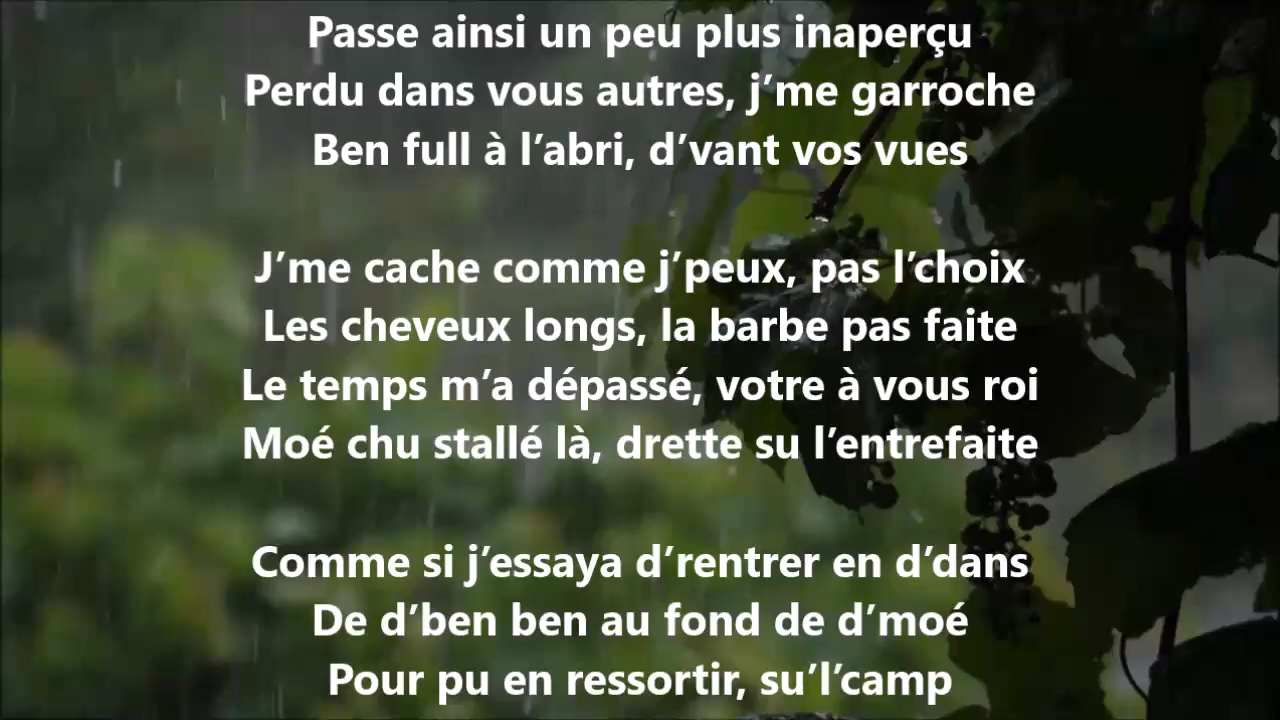 Passe ainsi un peu plus inaperçu
Perdu dans vous autres, j’me garroche
Ben full à l’abri, d’vant vos vues
J’me cache comme j’peux, pas l’choix
Les cheveux longs, la barbe pas faite
Le temps m’a dépassé, votre à vous roi
Moé chu stallé là, drette su l’entrefaite
Comme si j’essaya d’rentrer en d’dans
De d’ben ben au fond de d’moé
Pour pu en ressortir, su’l’camp